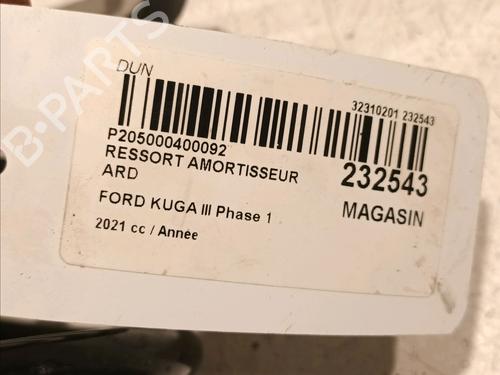 DUN
32310201 232543
P205000400092
RESSORT AMORTISSEUR
ARD
232543
FORD KUGA III Phase 1
MAGASIN
2021 cc / Année
B-PARTS